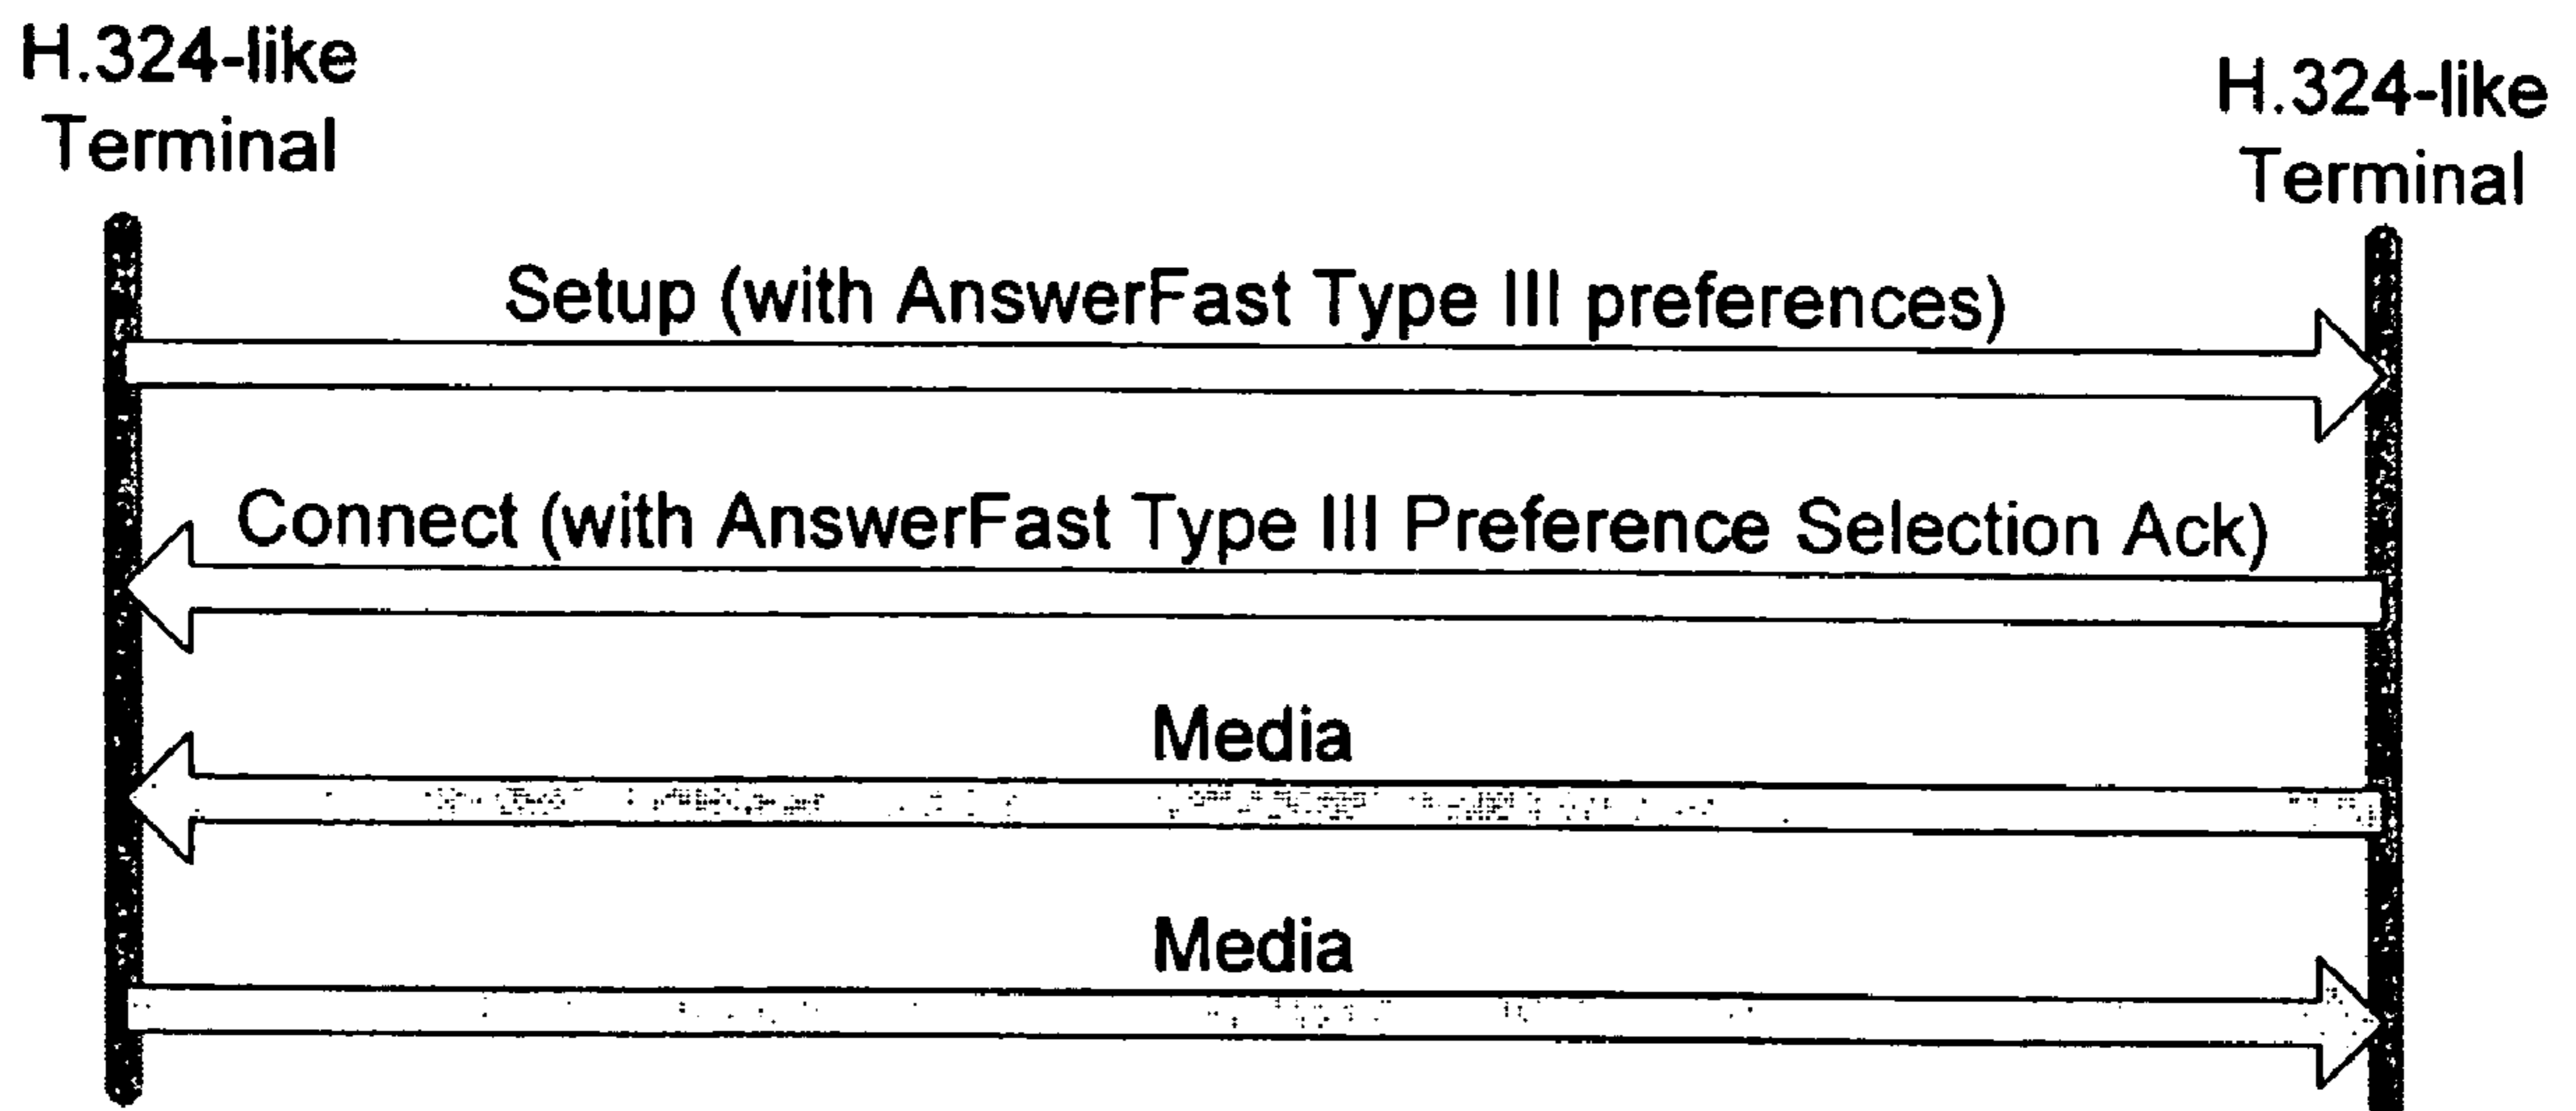 H.324-like
Terminal
H.324-like
Terminal
Setup (with AnswerFast Type III preferences)
Connect (with AnswerFast Type III Preference Selection Ack)
Media
Media